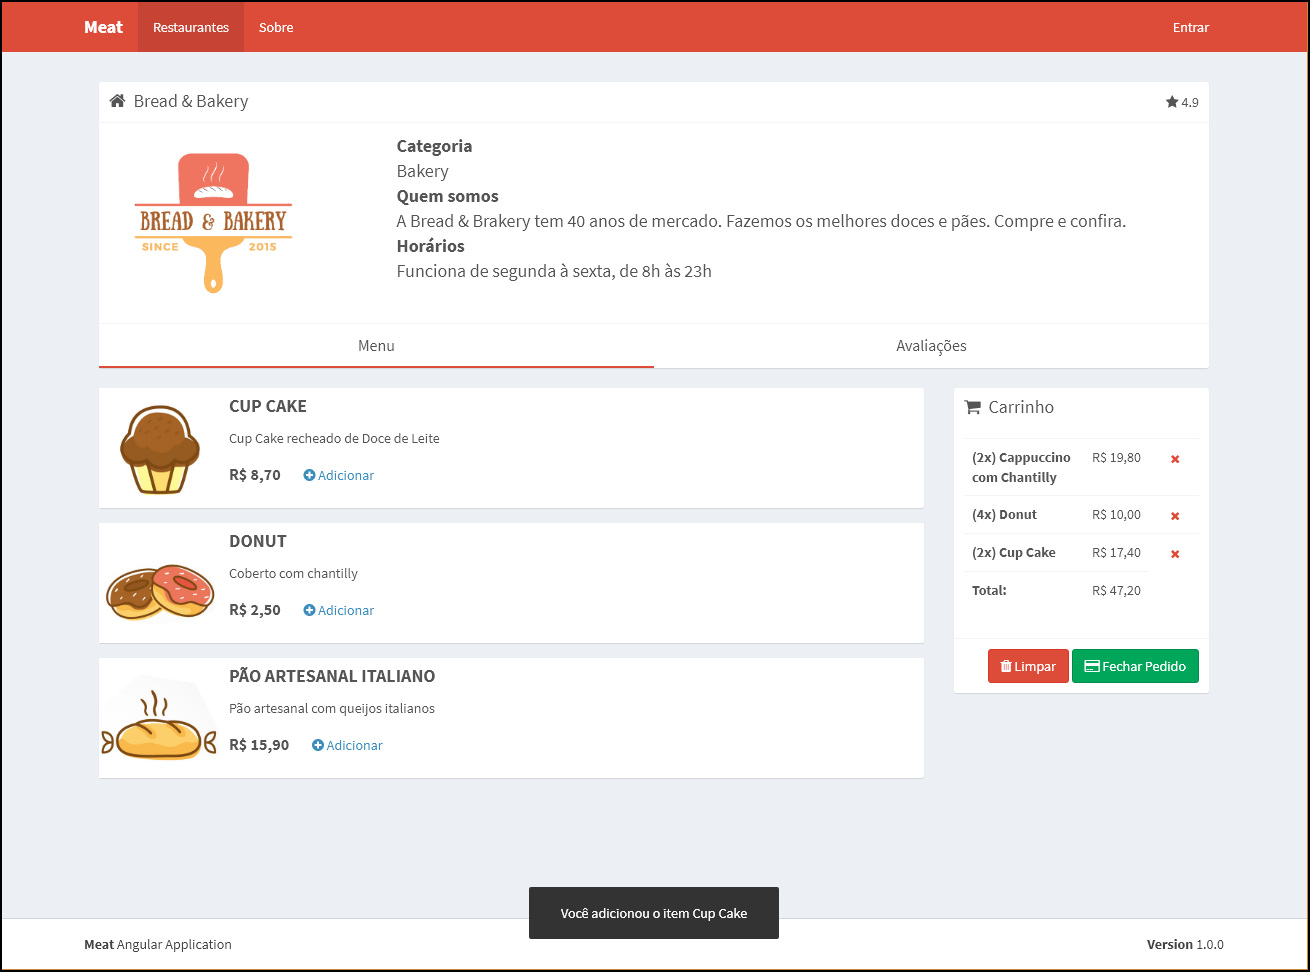 Meat Restaurantes Sobre Entrar
Bread & Bakery 4.9
BREAD & BAKERY
SINCE 2015
Categoria
Bakery
Quem somos
A Bread & Brakery tem 40 anos de mercado. Fazemos os melhores doces e pães. Compre e confira.
Horários
Funciona de segunda à sexta, de 8h às 23h
Menu Avaliações
CUP CAKE
Cup Cake recheado de Doce de Leite
R$ 8,70 Adicionar
DONUT
Coberto com chantilly
R$ 2,50 Adicionar
PÃO ARTESANAL ITALIANO
Pão artesanal com queijos italianos
R$ 15,90 Adicionar
Carrinho
(2x) Cappuccino R$ 19,80
com Chantilly
(4x) Donut R$ 10,00
(2x) Cup Cake R$ 17,40
Total: R$ 47,20
Limpar Fechar Pedido
Você adicionou o item Cup Cake
Meat Angular Application Version 1.0.0